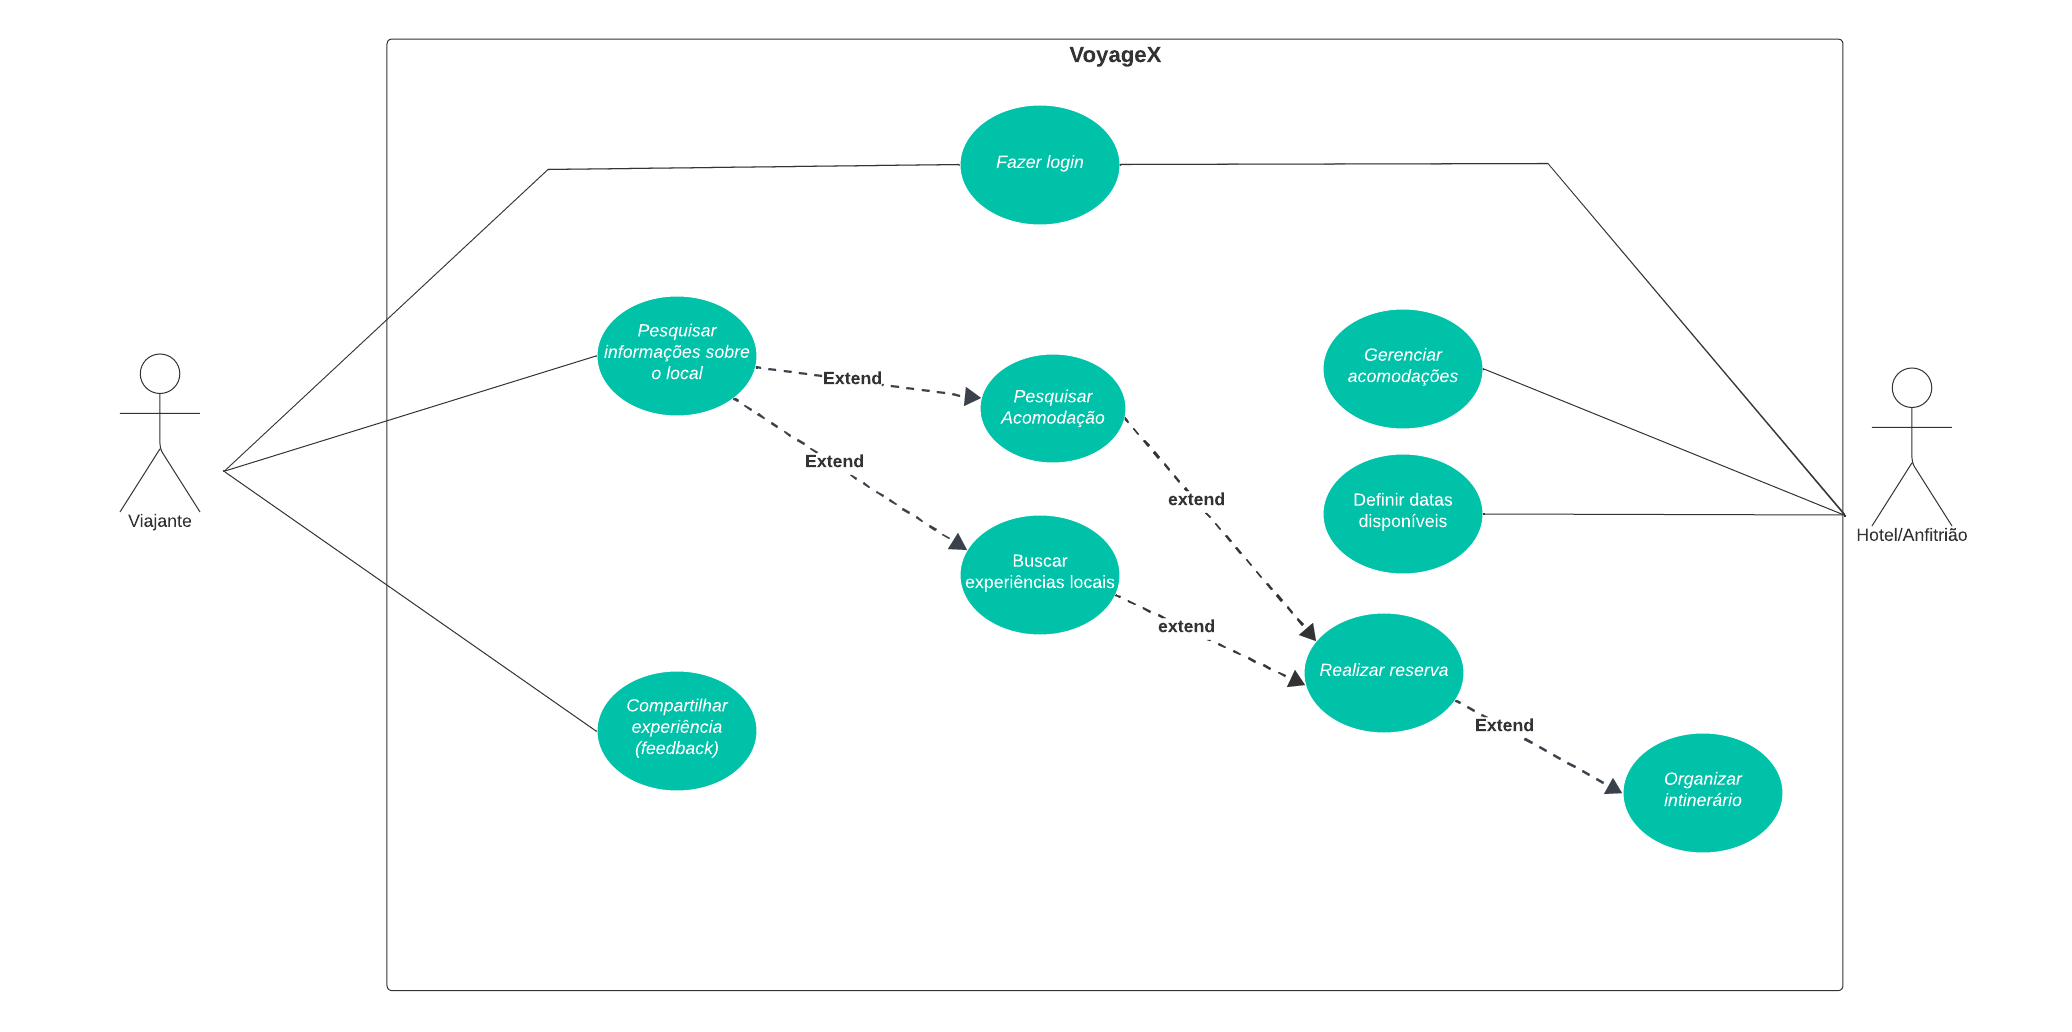 VoyageX
Fazer login
Pesquisar
informações sobre
o local
Extend
Pesquisar
Acomodação
Gerenciar
acomodações
Extend
extend
Definir datas
disponíveis
Viajante
Hotel/Anfitrião
Buscar
experiências locais
extend
Realizar reserva
Compartilhar
experiência
(feedback)
Extend
Organizar
intinerário